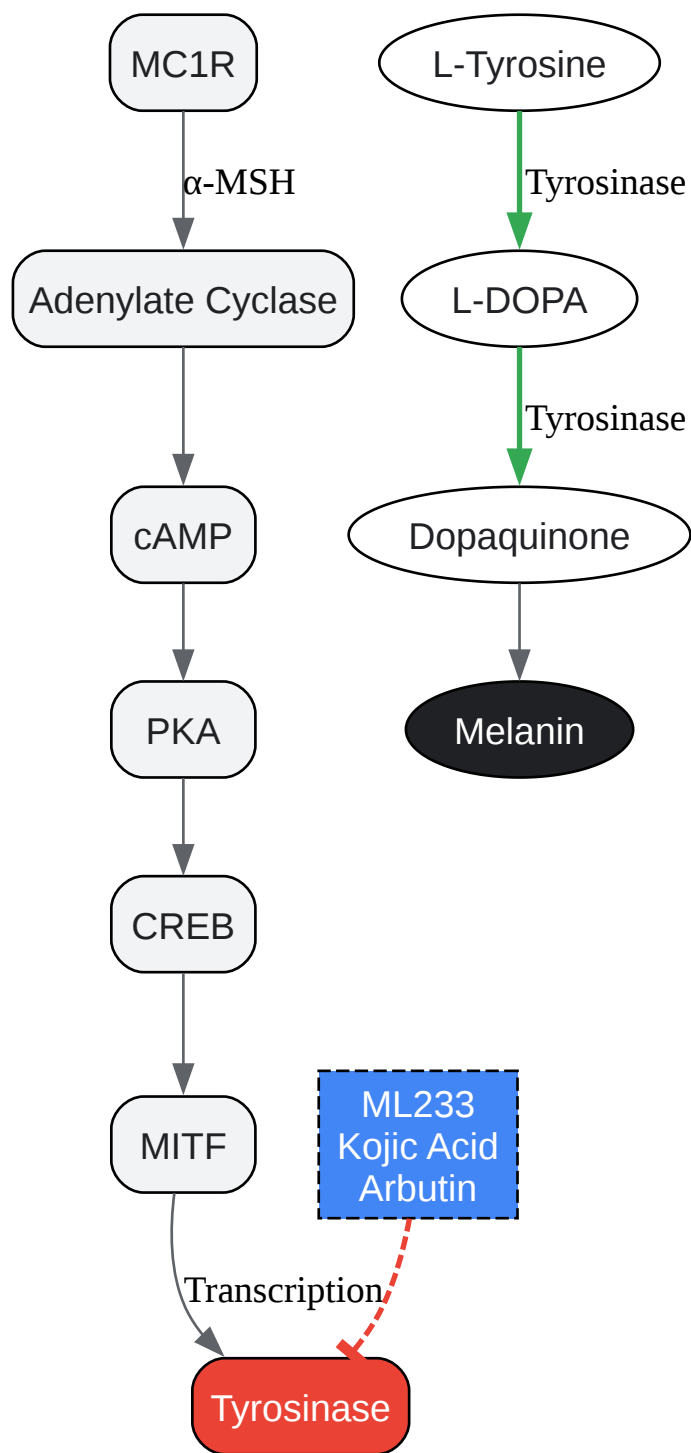 MC1R
L-Tyrosine
α-MSH
Tyrosinase
Adenylate Cyclase
L-DOPA
Tyrosinase
cAMP
Dopaquinone
PKA
Melanin
CREB
MITF
ML233
Kojic Acid
Arbutin
Transcription
Tyrosinase